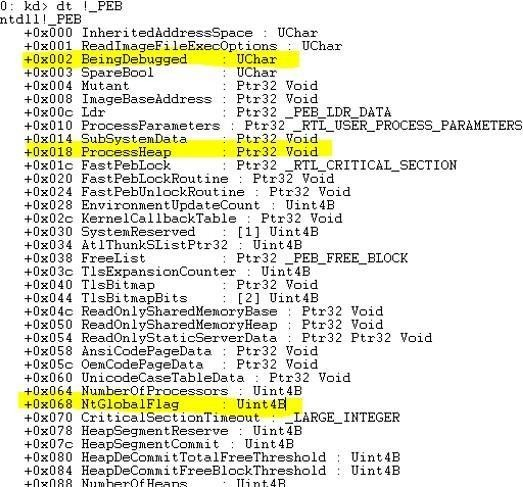 0: kd> dt !_PEB
ntdll!_PEB
+0x000 InheritedAddressSpace : UChar
+0x001 ReadImageFileExecOptions : UChar
+0x002 BeingDebugged : UChar
+0x003 SpareBool : UChar
+0x004 Mutant : Ptr32 Void
+0x008 ImageBaseAddress : Ptr32 Void
+0x00c Ldr : Ptr32 _PEB_LDR_DATA
+0x010 ProcessParameters : Ptr32 _RTL_USER_PROCESS_PARAMETERS
+0x014 SubSystemData : Ptr32 Void
+0x018 ProcessHeap : Ptr32 Void
+0x01c FastPebLock : Ptr32 _RTL_CRITICAL_SECTION
+0x020 FastPebLockRoutine : Ptr32 Void
+0x024 FastPebUnlockRoutine : Ptr32 Void
+0x028 EnvironmentUpdateCount : Uint4B
+0x02c KernelCallbackTable : Ptr32 Void
+0x030 SystemReserved : [1] Uint4B
+0x034 AtlThunkSListPtr32 : Uint4B
+0x038 FreeList : Ptr32 _PEB_FREE_BLOCK
+0x03c TlsExpansionCounter : Uint4B
+0x040 TlsBitmap : Ptr32 Void
+0x044 TlsBitmapBits : [2] Uint4B
+0x04c ReadOnlySharedMemoryBase : Ptr32 Void
+0x050 ReadOnlySharedMemoryHeap : Ptr32 Void
+0x054 ReadOnlyStaticServerData : Ptr32 Ptr32 Void
+0x058 AnsiCodePageData : Ptr32 Void
+0x05c OemCodePageData : Ptr32 Void
+0x060 UnicodeCaseTableData : Ptr32 Void
+0x064 NumberOfProcessors : Uint4B
+0x068 NtGlobalFlag : Uint4B
+0x070 CriticalSectionTimeout : _LARGE_INTEGER
+0x078 HeapSegmentReserve : Uint4B
+0x07c HeapSegmentCommit : Uint4B
+0x080 HeapDeCommitTotalFreeThreshold : Uint4B
+0x084 HeapDeCommitFreeBlockThreshold : Uint4B
+0x088 NumberOfHeaps : Uint4B